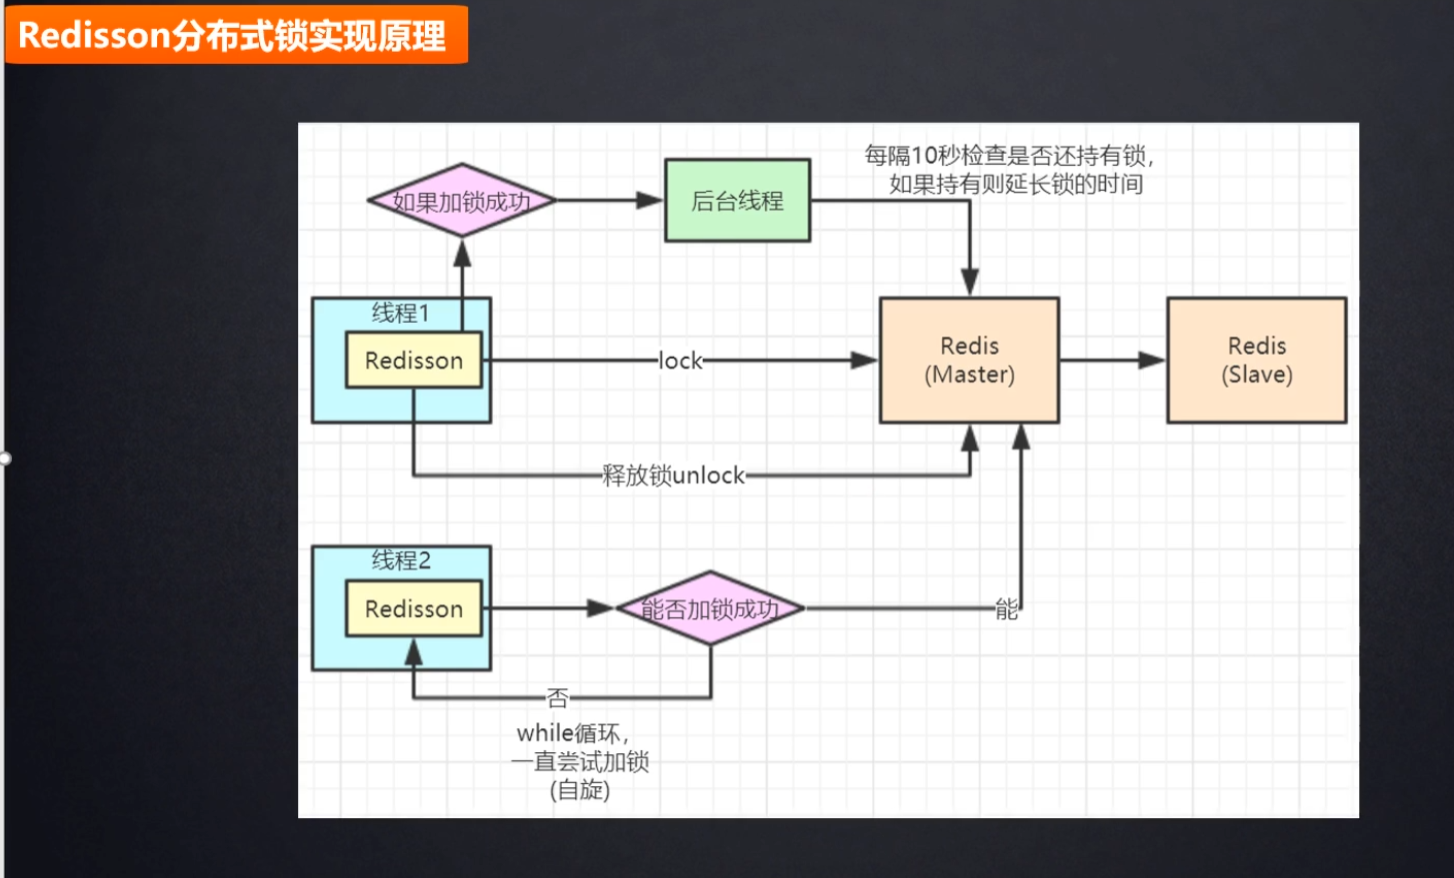 Redisson分布式锁实现原理
每隔10秒检查是否还持有锁，
如果持有则延长锁的时间
如果加锁成功
后台线程
线程1
Redisson
lock
Redis
(Master)
Redis
(Slave)
释放锁unlock
线程2
Redisson
能否加锁成功
能
否
while循环，
一直尝试加锁
(自旋)